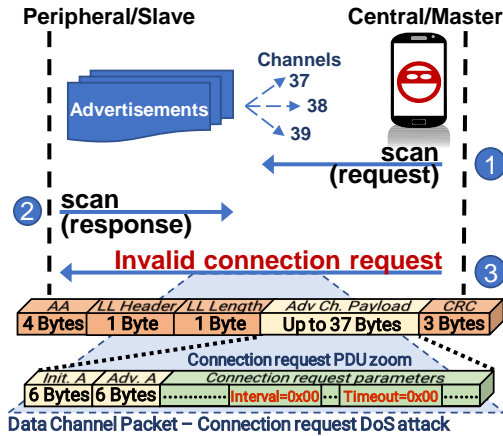 Peripheral/Slave
Central/Master
Channels
37
38
39
Advertisements
scan
(request)
1
2
scan
(response)
Invalid connection request
3
AA
LL Header
LL Length
Adv Ch. Payload
CRC
4 Bytes
1 Byte
1 Byte
Up to 37 Bytes
3 Bytes
Connection request PDU zoom
Init. A
Adv. A
Connection request parameters
6 Bytes
6 Bytes
Interval=0x00
Timeout=0x00
Data Channel Packet – Connection request DoS attack